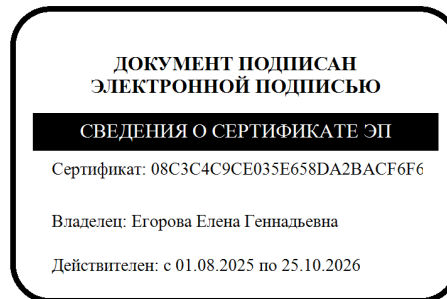 ДОКУМЕНТ ПОДПИСАН
ЭЛЕКТРОННОЙ ПОДПИСЬЮ
СВЕДЕНИЯ О СЕРТИФИКАТЕ ЭП
Сертификат: 08C3C4C9CE035E658DA2BACF6F6
Владелец: Егорова Елена Геннадьевна
Действителен: с 01.08.2025 по 25.10.2026